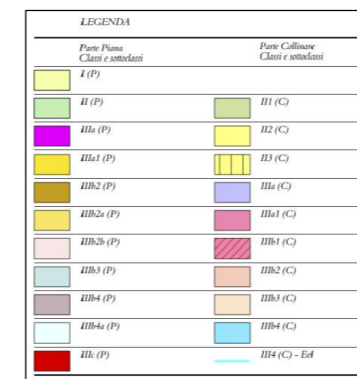 LEGENDA
Parte Piana
Classi e sottoclassi
Parte Collinare
Classi e sottoclassi
I (P)
II (P)
II1 (C)
IIIa (P)
II2 (C)
IIIa1 (P)
II3 (C)
IIIb2 (P)
IIIa (C)
IIIb2a (P)
IIIa1 (C)
IIIb2b (P)
IIIb1 (C)
IIIb3 (P)
IIIb2 (C)
IIIb4 (P)
IIIb3 (C)
IIIb4a (P)
IIIb4 (C)
IIIc (P)
III4 (C) - Eel